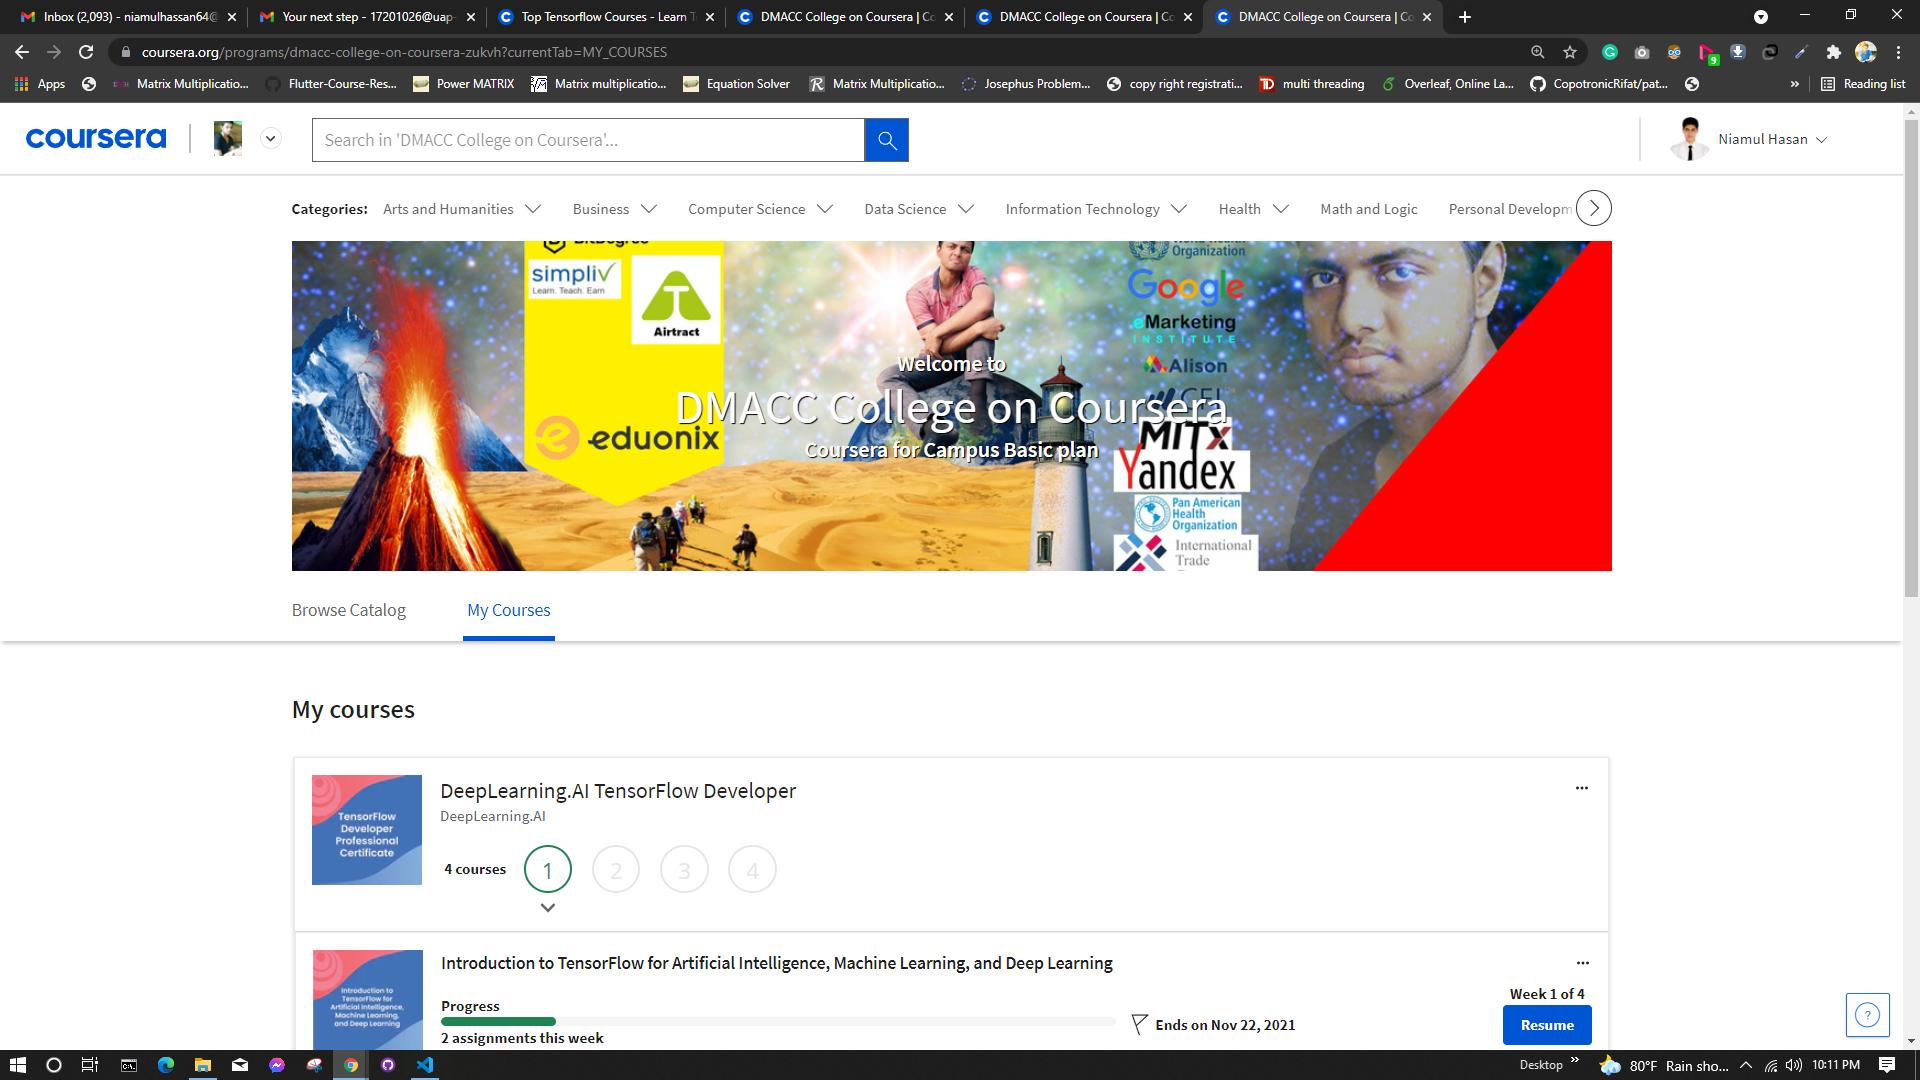 Inbox (2,093) - niamulhassan64@
Your next step - 17201026@uap-
Top Tensorflow Courses - Learn T
DMACC College on Coursera | Co
DMACC College on Coursera | Co
DMACC College on Coursera | Co
coursera.org/programs/dmacc-college-on-coursera-zukvh?currentTab=MY_COURSES
9
Apps
Matrix Multiplicatio...
Flutter-Course-Res...
Power MATRIX
Matrix multiplicatio...
Equation Solver
Matrix Multiplicatio...
Josephus Problem...
copy right registrati...
multi threading
Overleaf, Online La...
CopotronicRifat/pat...
Reading list
coursera
Search in 'DMACC College on Coursera'...
Niamul Hasan
Categories:
Arts and Humanities
Business
Computer Science
Data Science
Information Technology
Health
Math and Logic
Personal Developm
simpliv
Learn. Teach. Earn
Airtract
eduonix
Organization
Google
eMarketing
INSTITUTE
Alison
MITx
Yandex
Pan American
Health
Organization
International
Trade
Welcome to
DMACC College on Coursera
Coursera for Campus Basic plan
Browse Catalog
My Courses
My courses
TensorFlow
Developer
Professional
Certificate
DeepLearning.AI TensorFlow Developer
DeepLearning.AI
4 courses
1
2
3
4
Introduction to
TensorFlow for
Artificial Intelligence,
Machine Learning,
and Deep Learning
Introduction to TensorFlow for Artificial Intelligence, Machine Learning, and Deep Learning
Progress
2 assignments this week
Ends on Nov 22, 2021
Week 1 of 4
Resume
Desktop
80°F Rain sho...
10:11 PM